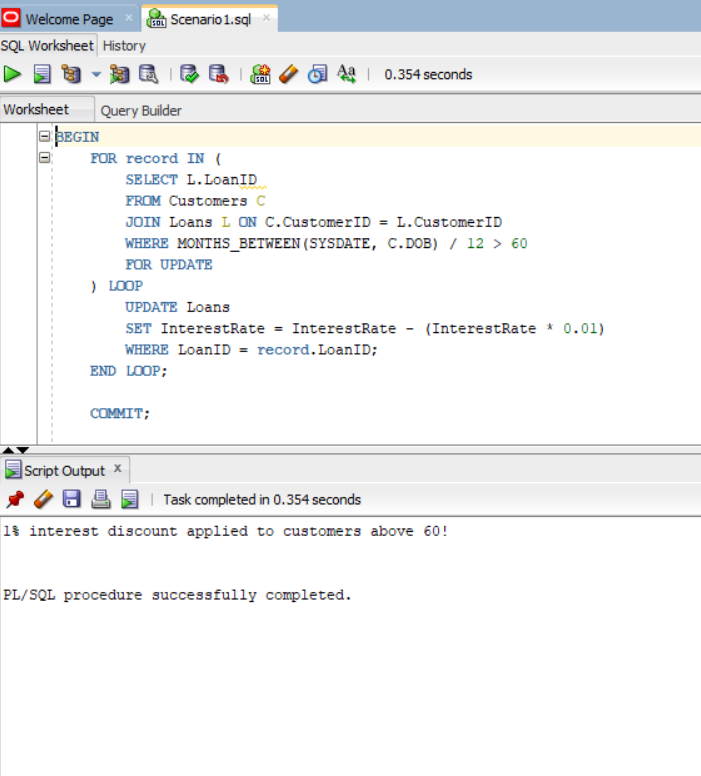 Welcome Page × Scenario1.sql ×
SQL Worksheet History
0.354 seconds
Worksheet Query Builder
BEGIN
    FOR record IN (
        SELECT L.LoanID
        FROM Customers C
        JOIN Loans L ON C.CustomerID = L.CustomerID
        WHERE MONTHS_BETWEEN(SYSDATE, C.DOB) / 12 > 60
        FOR UPDATE
    ) LOOP
        UPDATE Loans
        SET InterestRate = InterestRate - (InterestRate * 0.01)
        WHERE LoanID = record.LoanID;
    END LOOP;
    COMMIT;
Script Output ×
Task completed in 0.354 seconds
1% interest discount applied to customers above 60!
PL/SQL procedure successfully completed.